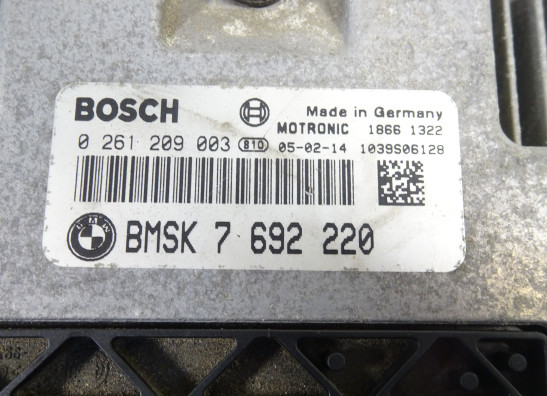 BOSCH
Made in Germany
MOTRONIC 1866 1322
0 261 209 003 B10 05-02-14 1039S06128
BMW
BMSK 7 692 220